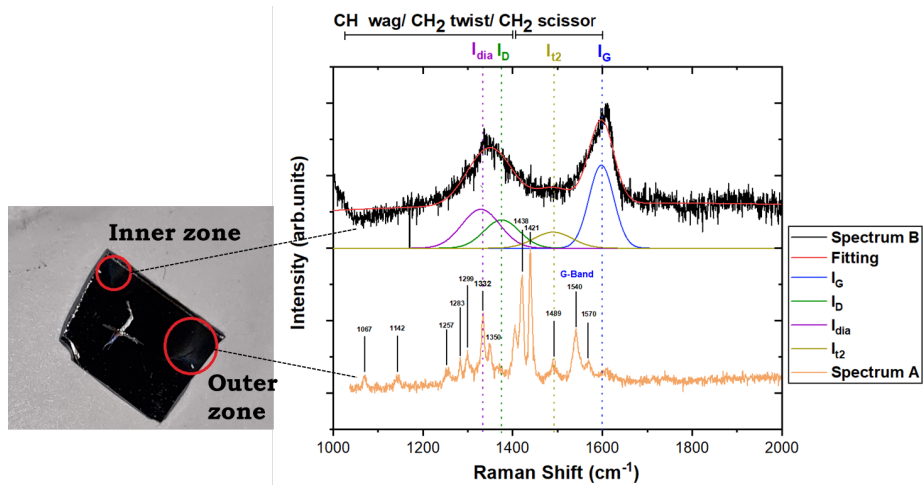 CH wag/ CH2 twist/ CH2 scissor
Idia ID It2 IG
Inner zone
Outer
zone
Intensity (arb.units)
1438
1421
G-Band
1299
1332
1283
1540
1257
1350
1489
1570
1067
1142
1000 1200 1400 1600 1800 2000
Raman Shift (cm-1)
Spectrum B
Fitting
IG
ID
Idia
It2
Spectrum A